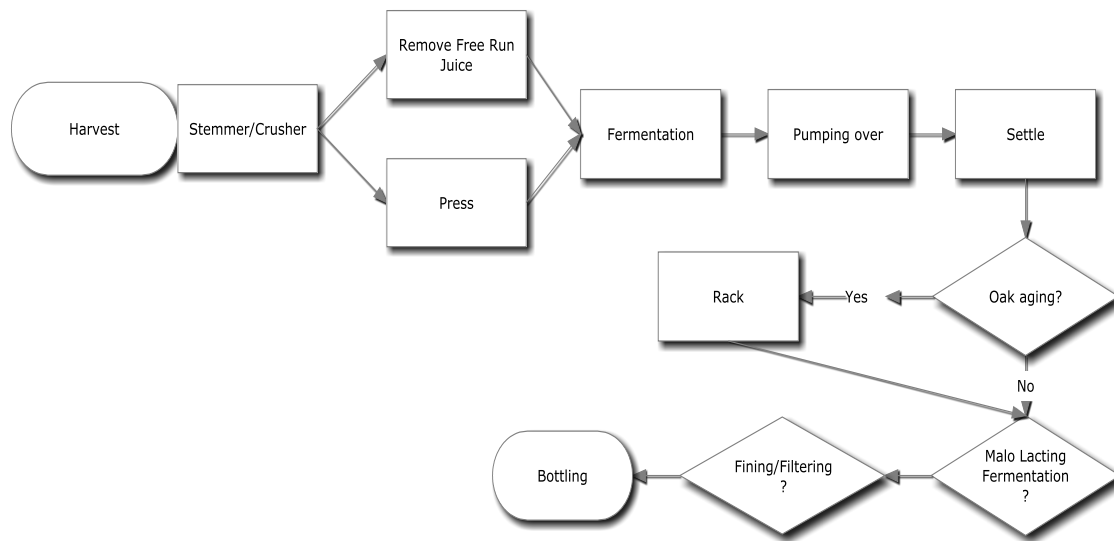 Harvest
Stemmer/Crusher
Remove Free Run
Juice
Press
Fermentation
Pumping over
Settle
Oak aging?
Yes
Rack
No
Malo Lacting
Fermentation
?
Fining/Filtering
?
Bottling